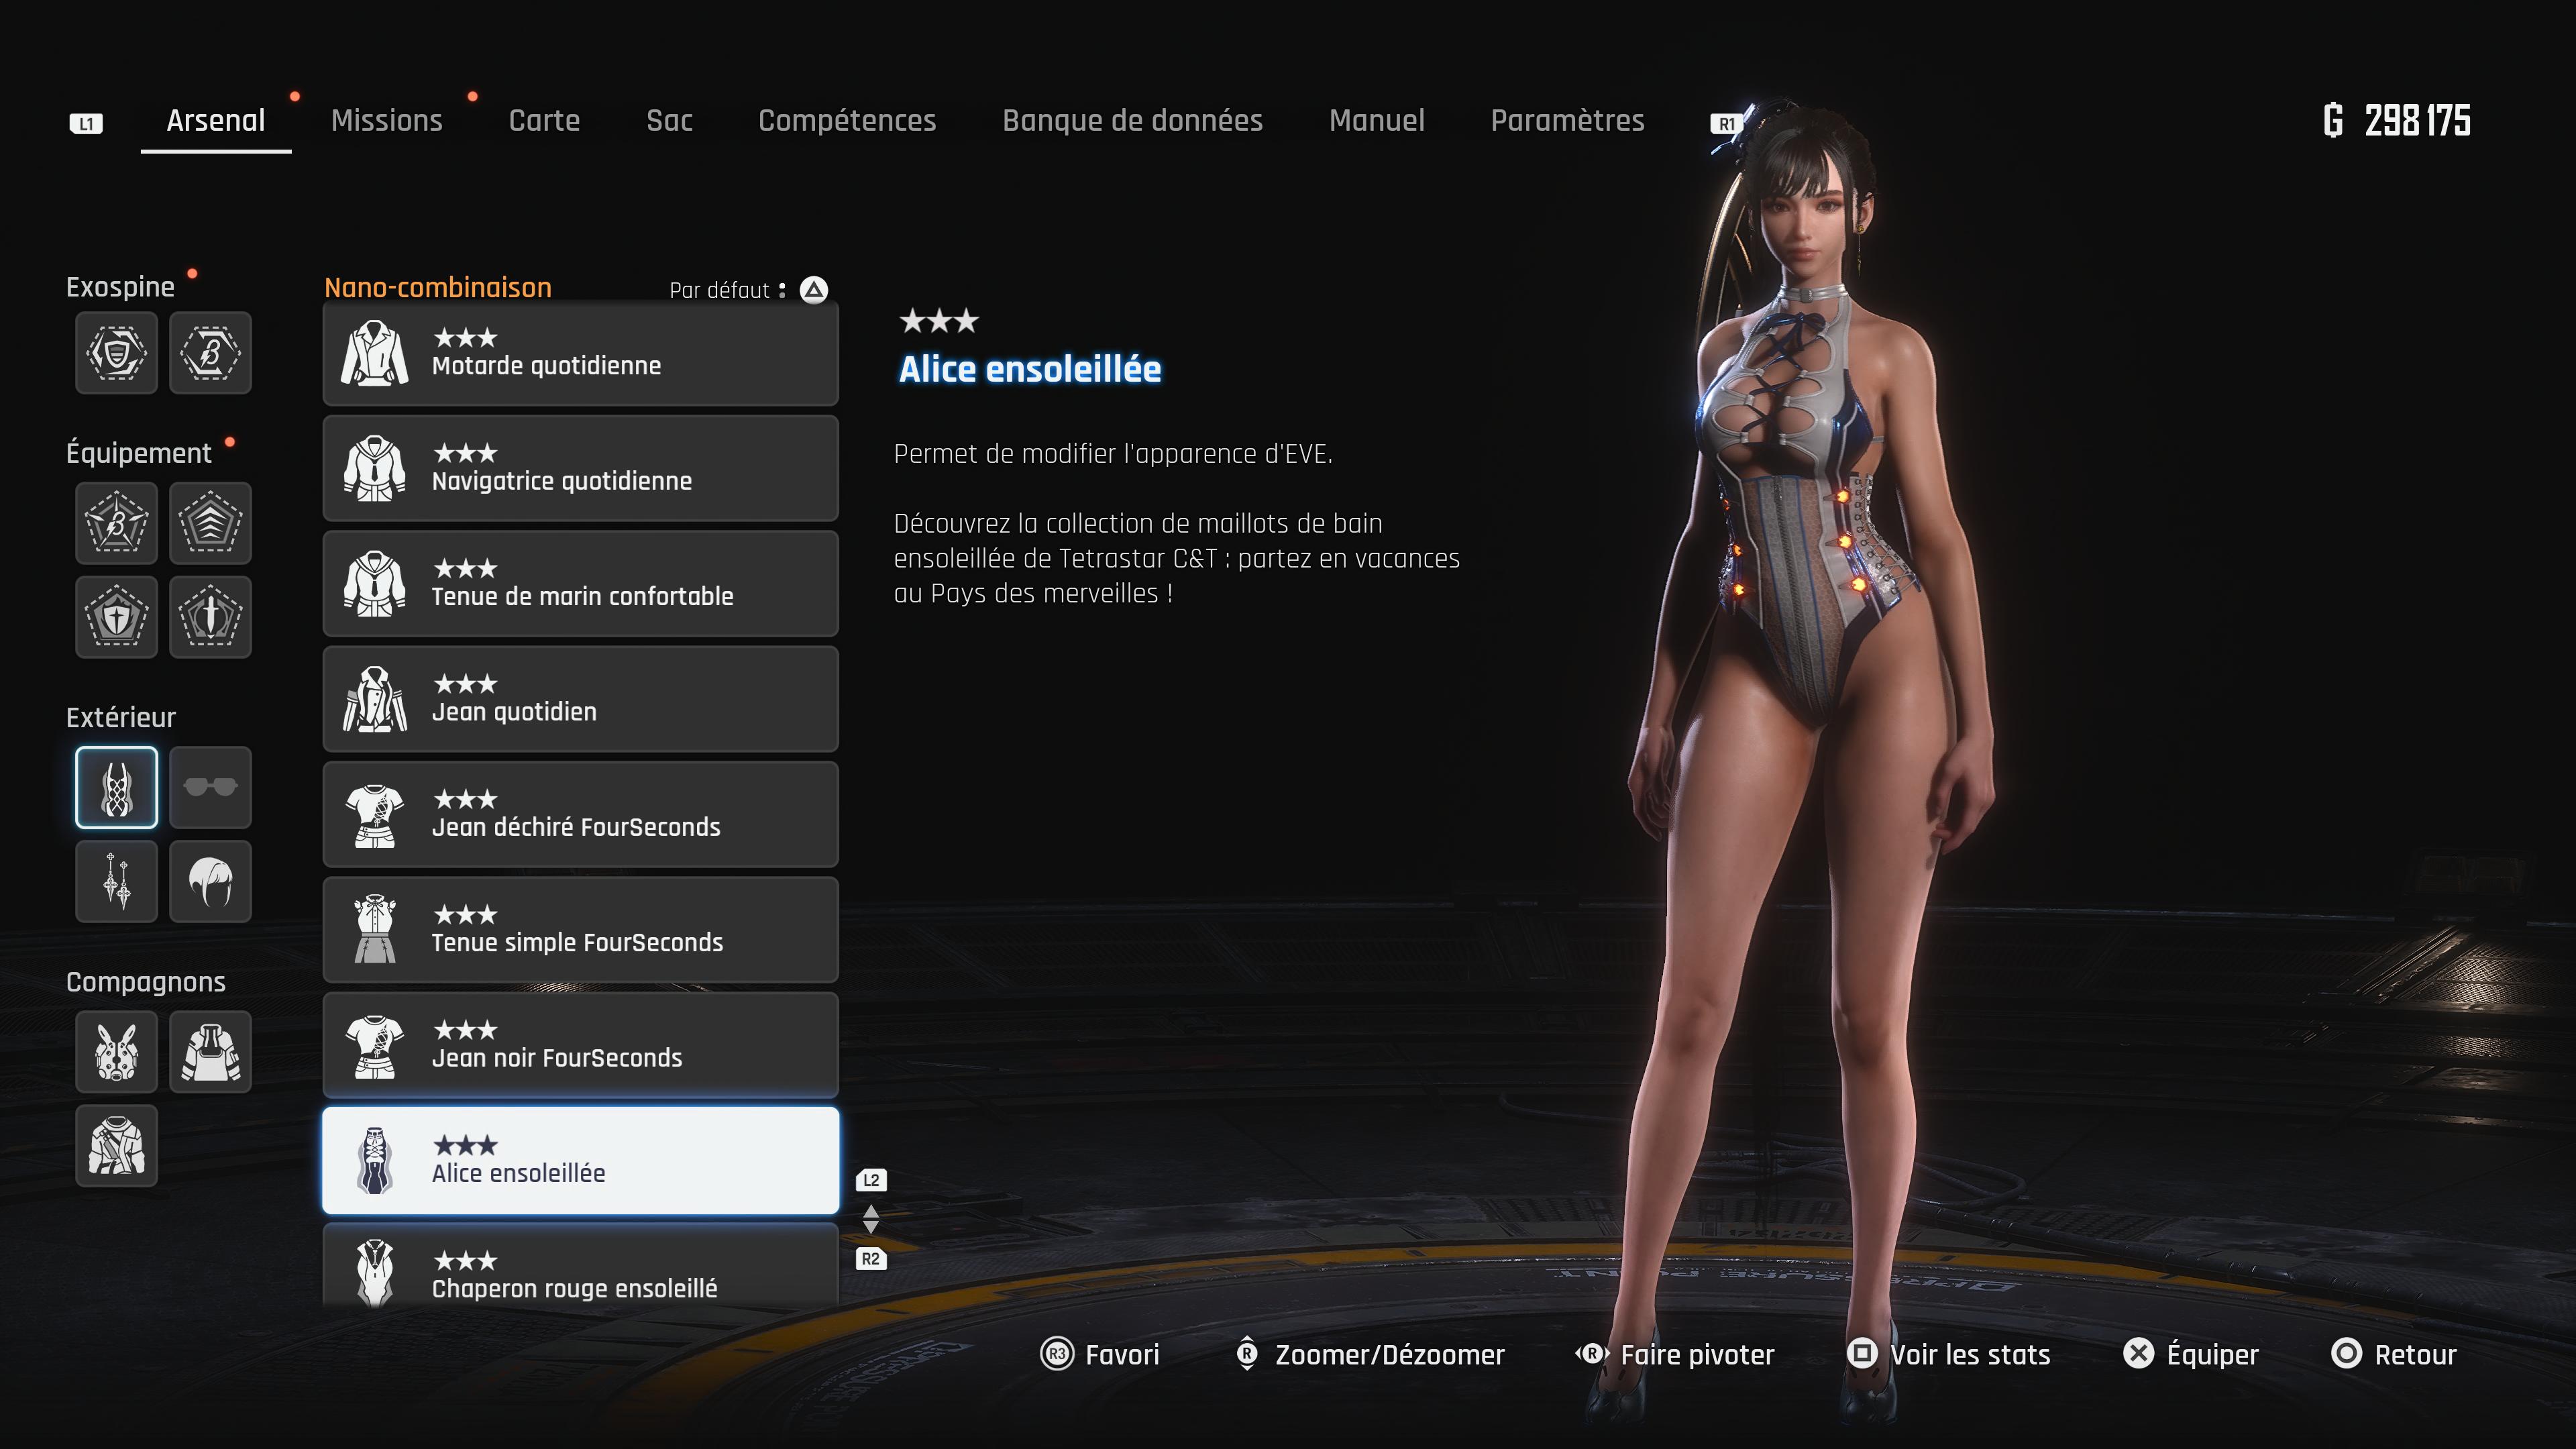 L1 Arsenal Missions Carte Sac Compétences Banque de données Manuel Paramètres R1 298 175
Exospine
Équipement
Extérieur
Compagnons
Nano-combinaison Par défaut :
★★★
Motarde quotidienne
★★★
Navigatrice quotidienne
★★★
Tenue de marin confortable
★★★
Jean quotidien
★★★
Jean déchiré FourSeconds
★★★
Tenue simple FourSeconds
★★★
Jean noir FourSeconds
★★★
Alice ensoleillée
★★★
Chaperon rouge ensoleillé
L2
R2
★★★
Alice ensoleillée
Permet de modifier l'apparence d'EVE.
Découvrez la collection de maillots de bain
ensoleillée de Tetrastar C&T : partez en vacances
au Pays des merveilles !
R3 Favori R Zoomer/Dézoomer R Faire pivoter Voir les stats Équiper Retour